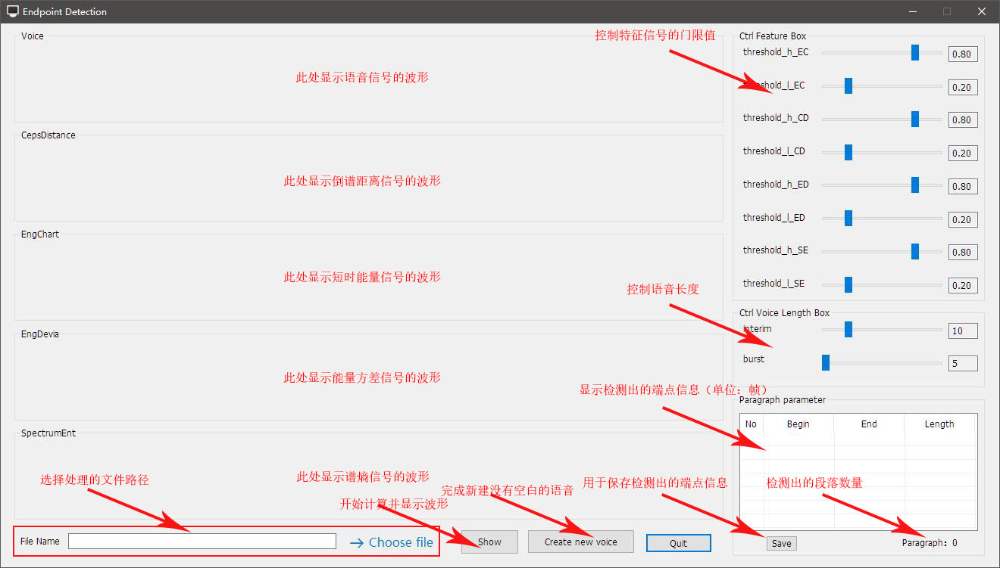 Endpoint Detection
Voice
此处显示语音信号的波形
CepsDistance
此处显示倒谱距离信号的波形
EngChart
此处显示短时能量信号的波形
EngDevia
此处显示能量方差信号的波形
SpectrumEnt
此处显示谱熵信号的波形
选择处理的文件路径
开始计算并显示波形
完成新建没有空白的语音
File Name
→ Choose file
Show
Create new voice
Quit
控制特征信号的门限值
Ctrl Feature Box
threshold_h_EC 0.80
threshold_l_EC 0.20
threshold_h_CD 0.80
threshold_l_CD 0.20
threshold_h_ED 0.80
threshold_l_ED 0.20
threshold_h_SE 0.80
threshold_l_SE 0.20
控制语音长度
Ctrl Voice Length Box
interim 10
burst 5
显示检测出的端点信息（单位：帧）
Paragraph parameter
No Begin End Length
用于保存检测出的端点信息
检测出的段落数量
Save
Paragraph: 0